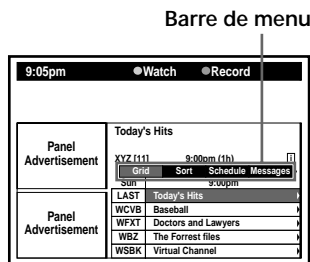 Barre de menu
9:05pm Watch Record
Today's Hits
Panel
Advertisement
XYZ [11] 9:00pm (1h) i
Grid Sort Schedule Messages
Sun 9:00pm
LAST Today's Hits
WCVB Baseball
Panel
Advertisement
WFXT Doctors and Lawyers
WBZ The Forrest files
WSBK Virtual Channel